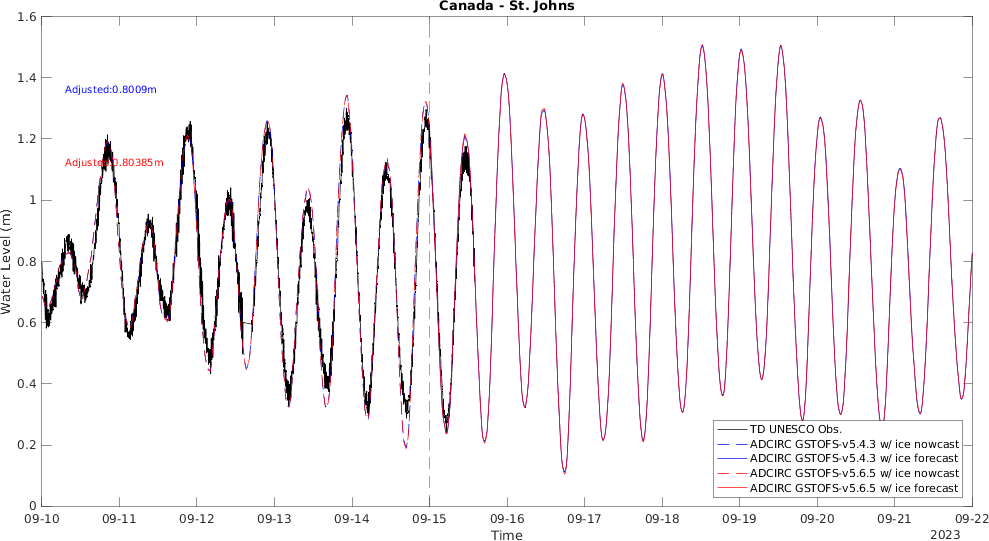 Canada - St. Johns
1.6
1.4
1.2
1
0.8
0.6
0.4
0.2
0
Water Level (m)
Adjusted:0.8009m
Adjusted:0.80385m
TD UNESCO Obs.
ADCIRC GSTOFS-v5.4.3 w/ ice nowcast
ADCIRC GSTOFS-v5.4.3 w/ ice forecast
ADCIRC GSTOFS-v5.6.5 w/ ice nowcast
ADCIRC GSTOFS-v5.6.5 w/ ice forecast
09-10 09-11 09-12 09-13 09-14 09-15 09-16 09-17 09-18 09-19 09-20 09-21 09-22
Time
2023